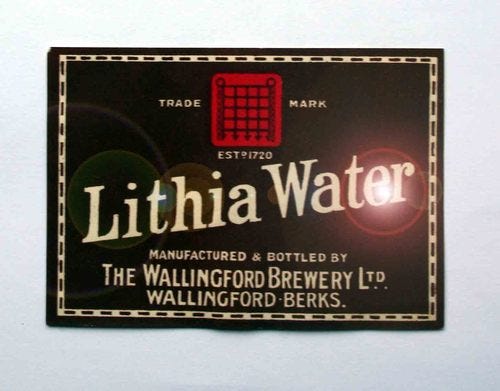 TRADE MARK
ESTD 1720
Lithia Water
MANUFACTURED & BOTTLED BY
THE WALLINGFORD BREWERY LTD.
WALLINGFORD·BERKS.